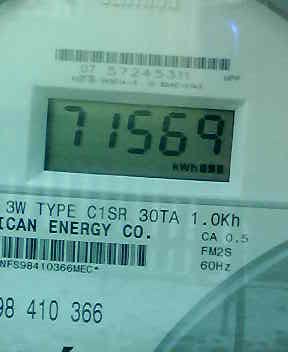 07 57245311
71569
kWh
3W TYPE C1SR 30TA 1.0Kh
ICAN ENERGY CO.
CA 0.5
FM2S
60Hz
NFS98410366MEC*
98 410 366